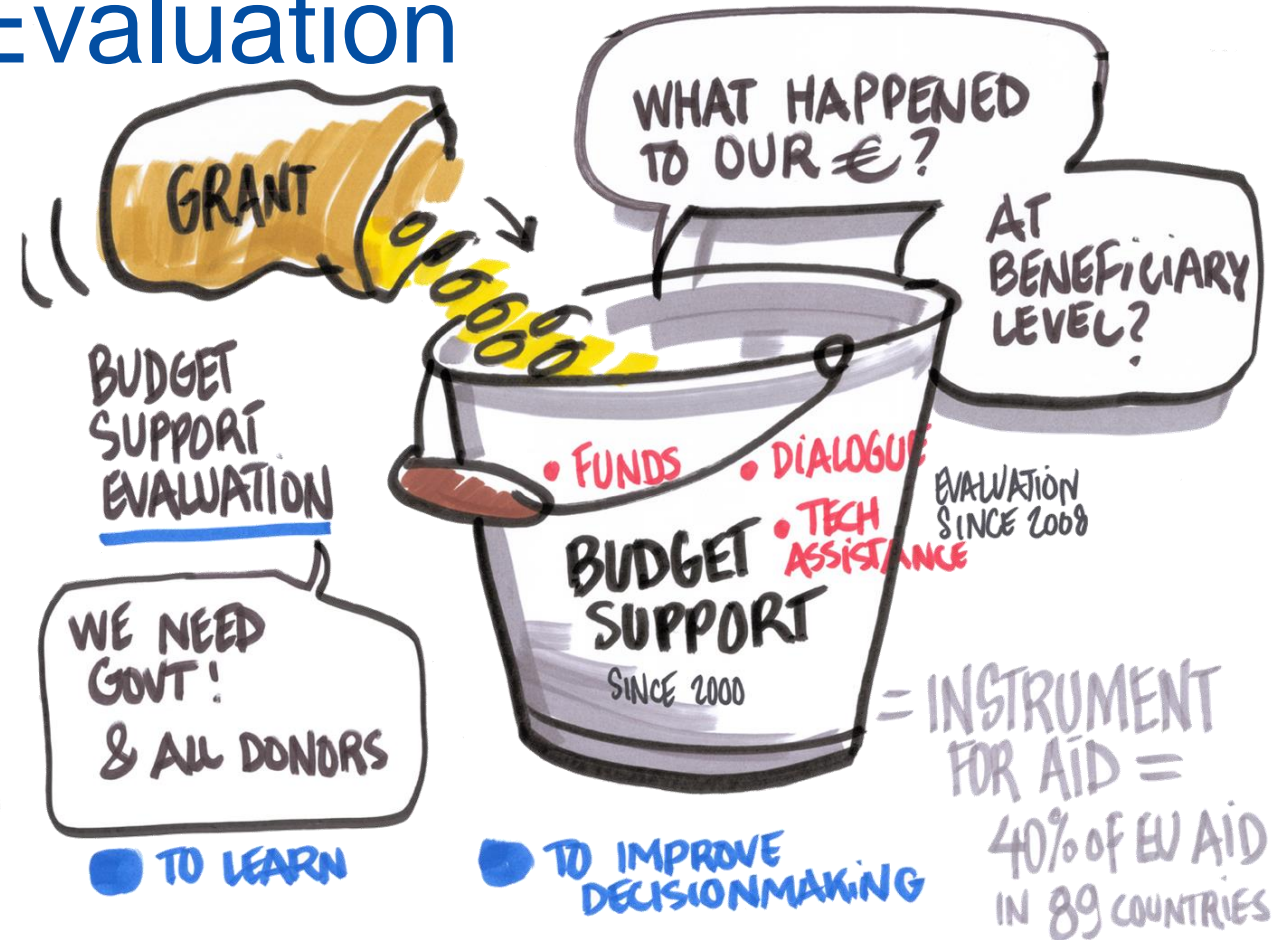 Evaluation
GRANT
WHAT HAPPENED
TO OUR €?
AT
BENEFICIARY
LEVEL?
BUDGET
SUPPORT
EVALUATION
• FUNDS
• DIALOGUE
• TECH
ASSISTANCE
BUDGET
SUPPORT
SINCE 2000
EVALUATION
SINCE 2008
WE NEED
GOVT!
& ALL DONORS
= INSTRUMENT
FOR AID =
40% OF EU AID
IN 89 COUNTRIES
TO LEARN
TO IMPROVE
DECISIONMAKING